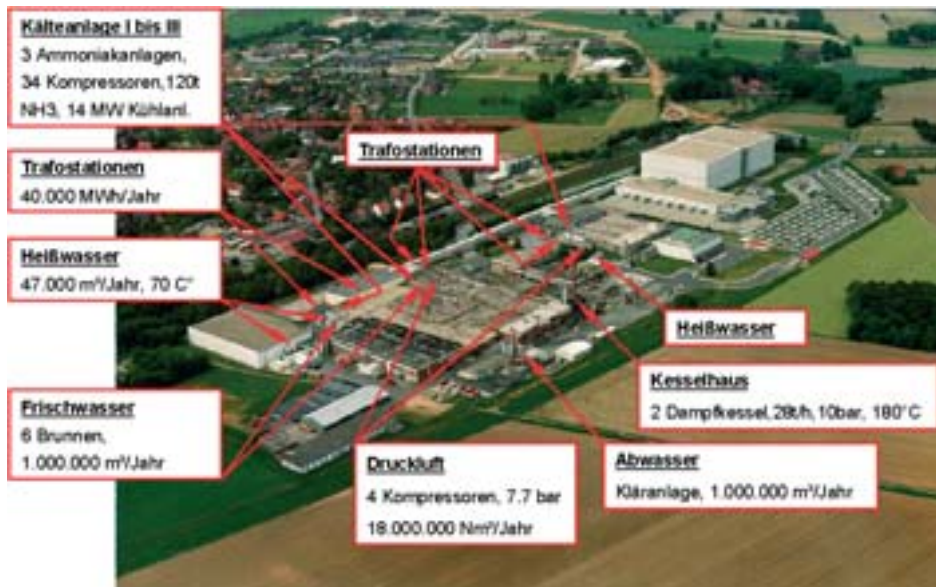 Kälteanlage I bis III
3 Ammoniakanlagen,
34 Kompressoren,120t
NH3, 14 MW Kühlanl.
Trafostationen
Trafostationen
40.000 MWh/Jahr
Heißwasser
47.000 m³/Jahr, 70 C°
Heißwasser
Kesselhaus
2 Dampfkessel,28t/h,10bar, 180°C
Frischwasser
6 Brunnen,
1.000.000 m³/Jahr
Druckluft
4 Kompressoren, 7.7 bar
18.000.000 Nm³/Jahr
Abwasser
Kläranlage, 1.000.000 m³/Jahr